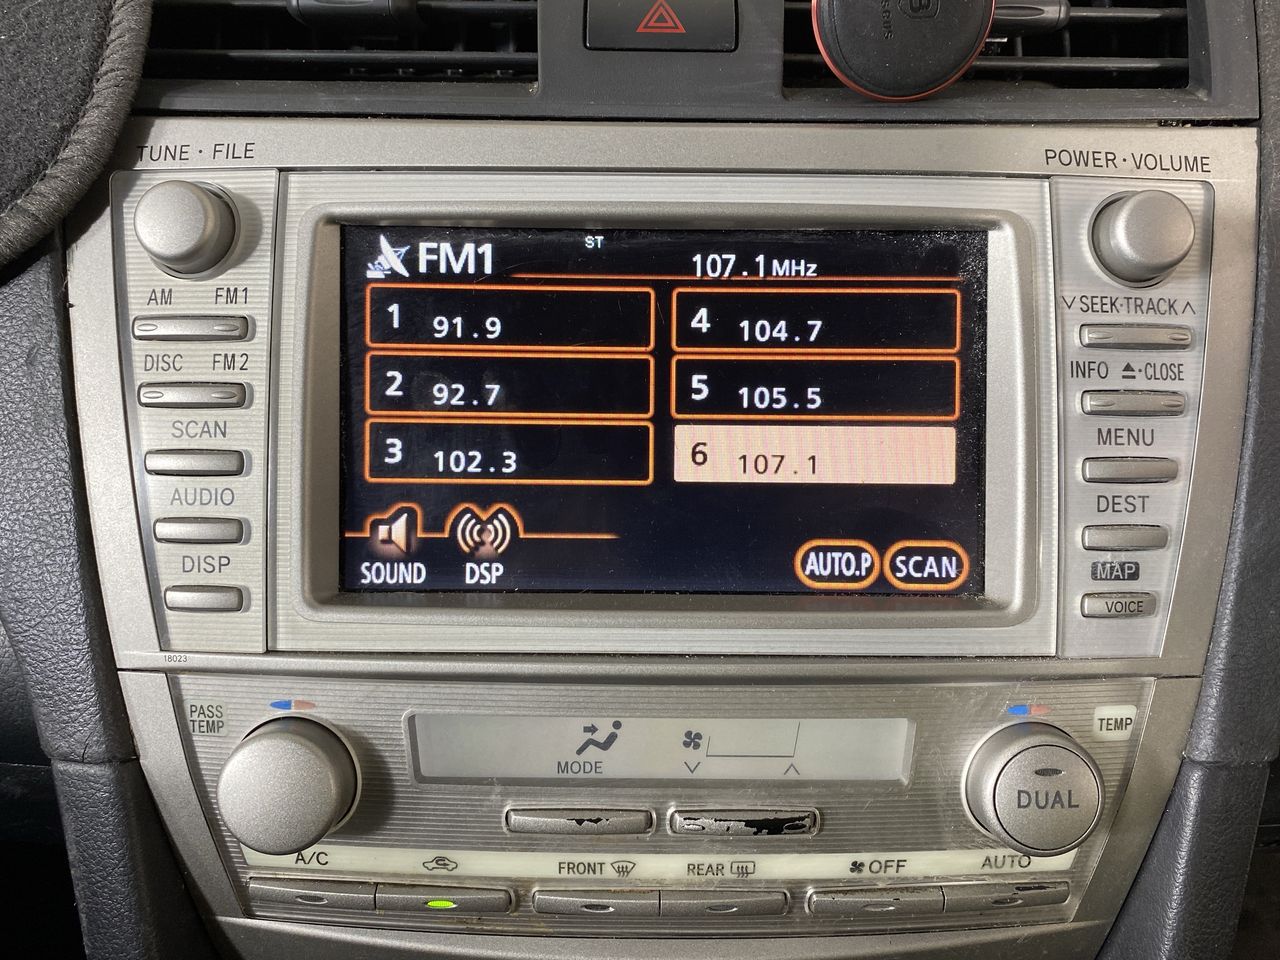 TUNE · FILE
POWER · VOLUME
AM FM1
DISC FM2
SCAN
AUDIO
DISP
18023
FM1
ST
107.1 MHz
1 91.9
2 92.7
3 102.3
4 104.7
5 105.5
6 107.1
SOUND
DSP
AUTO.P
SCAN
SEEK·TRACK
INFO ·CLOSE
MENU
DEST
MAP
VOICE
PASS
TEMP
MODE
TEMP
DUAL
A/C
FRONT
REAR
OFF
AUTO